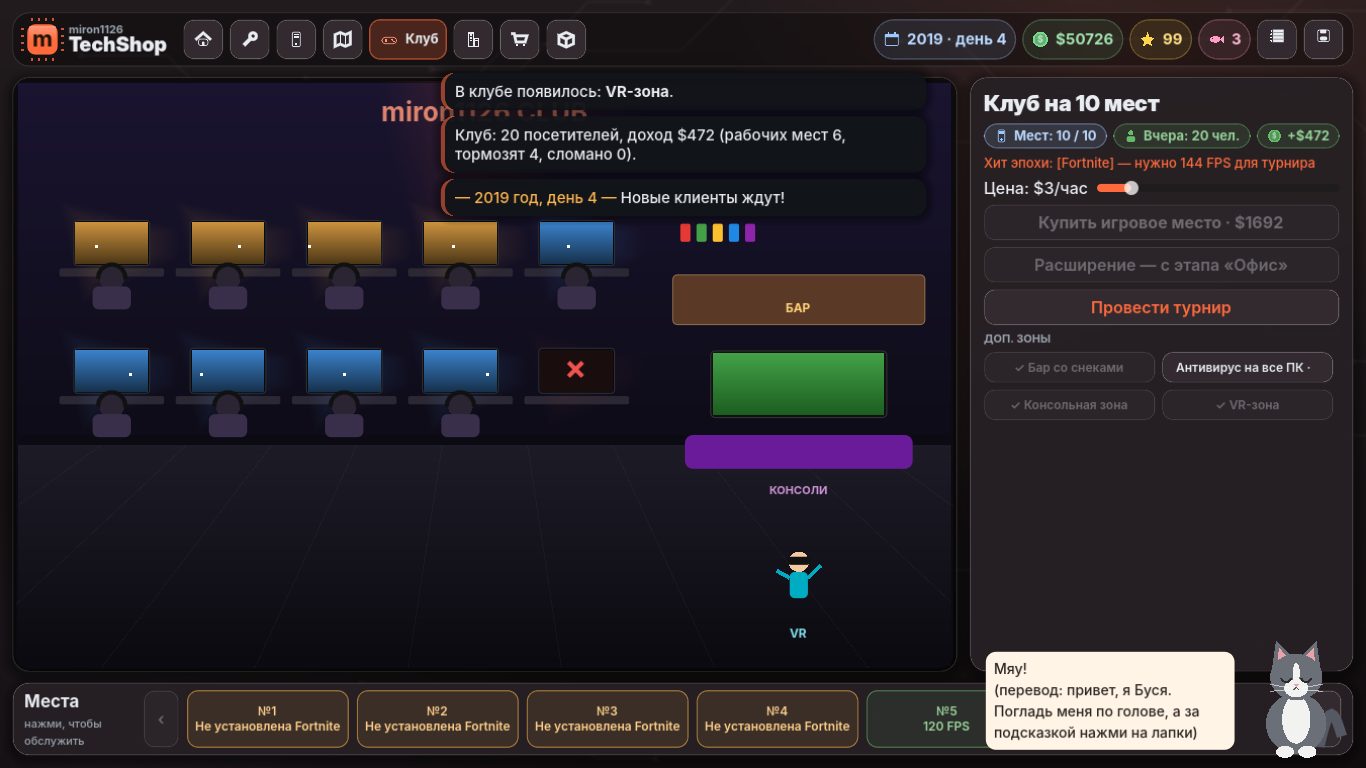 m
miron1126
TechShop
Клуб
2019 · день 4
$50726
99
3
В клубе появилось: VR-зона.
Клуб: 20 посетителей, доход $472 (рабочих мест 6,
тормозят 4, сломано 0).
— 2019 год, день 4 — Новые клиенты ждут!
miron1126 CLUB
БАР
КОНСОЛИ
VR
Клуб на 10 мест
Мест: 10 / 10
Вчера: 20 чел.
+$472
Хит эпохи: [Fortnite] — нужно 144 FPS для турнира
Цена: $3/час
Купить игровое место · $1692
Расширение — с этапа «Офис»
Провести турнир
ДОП. ЗОНЫ
✓ Бар со снеками
Антивирус на все ПК ·
✓ Консольная зона
✓ VR-зона
Места
нажми, чтобы
обслужить
№1
Не установлена Fortnite
№2
Не установлена Fortnite
№3
Не установлена Fortnite
№4
Не установлена Fortnite
№5
120 FPS
Мяу!
(перевод: привет, я Буся.
Погладь меня по голове, а за
подсказкой нажми на лапки)